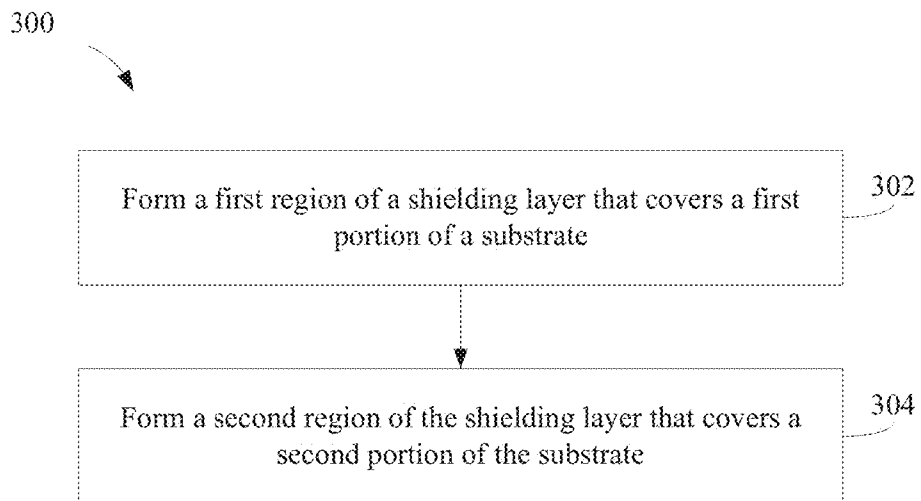 300
Form a first region of a shielding layer that covers a first
portion of a substrate
302
Form a second region of the shielding layer that covers a
second portion of the substrate
304